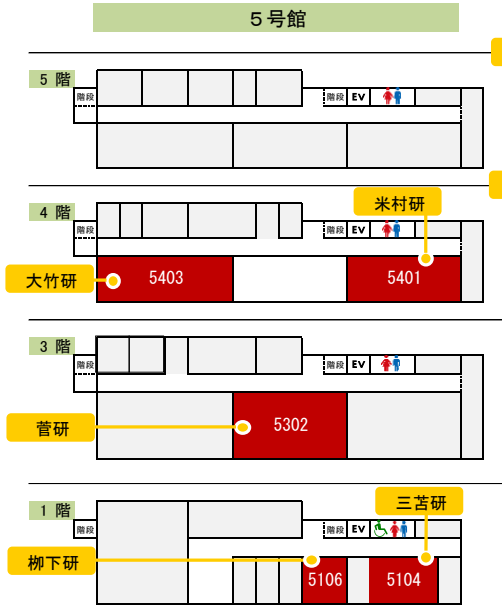 ５号館
5 階
階段
階段 EV
4 階
米村研
階段
階段 EV
大竹研
5403
5401
3 階
階段
階段 EV
菅研
5302
1 階
三苫研
階段
階段 EV
柳下研
5106
5104